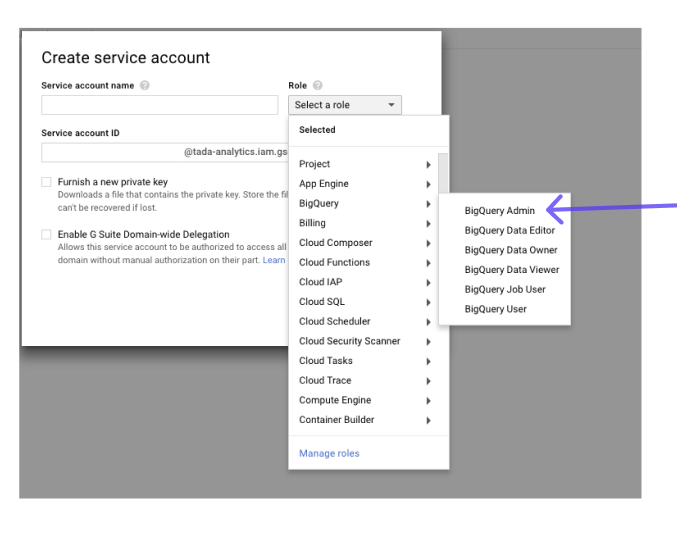 Create service account
Service account name
Role
Select a role
Service account ID
@tada-analytics.iam.gs
Furnish a new private key
Downloads a file that contains the private key. Store the fil
can't be recovered if lost.
Enable G Suite Domain-wide Delegation
Allows this service account to be authorized to access all
domain without manual authorization on their part. Learn
Selected
Project
App Engine
BigQuery
Billing
Cloud Composer
Cloud Functions
Cloud IAP
Cloud SQL
Cloud Scheduler
Cloud Security Scanner
Cloud Tasks
Cloud Trace
Compute Engine
Container Builder
Manage roles
BigQuery Admin
BigQuery Data Editor
BigQuery Data Owner
BigQuery Data Viewer
BigQuery Job User
BigQuery User